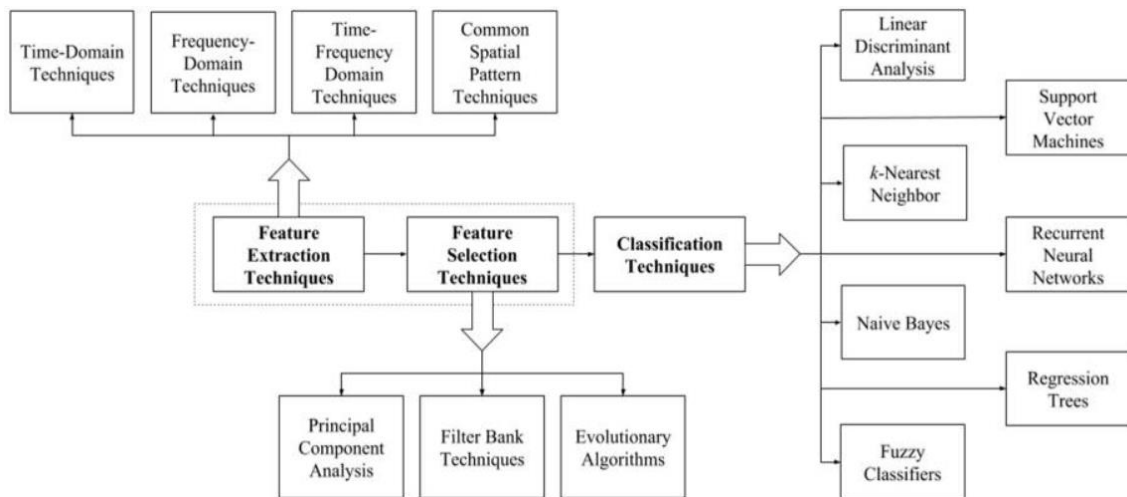 Time-Domain
Techniques
Frequency-
Domain
Techniques
Time-
Frequency
Domain
Techniques
Common
Spatial
Pattern
Techniques
Feature
Extraction
Techniques
Feature
Selection
Techniques
Classification
Techniques
Principal
Component
Analysis
Filter Bank
Techniques
Evolutionary
Algorithms
Linear
Discriminant
Analysis
Support
Vector
Machines
k-Nearest
Neighbor
Recurrent
Neural
Networks
Naive Bayes
Regression
Trees
Fuzzy
Classifiers